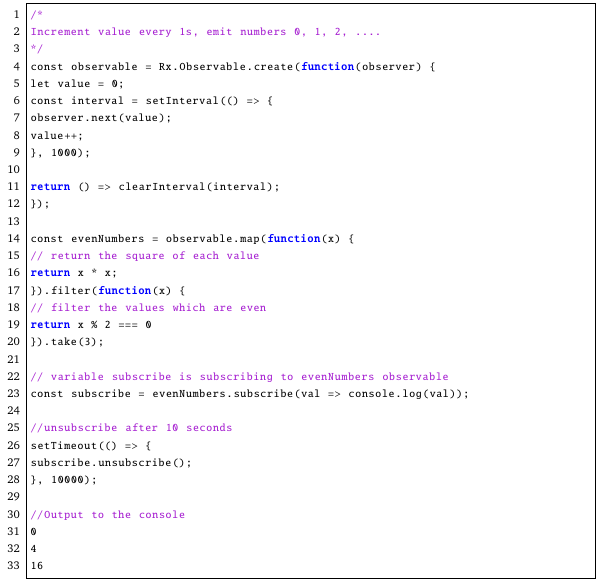 1 /*
2 Increment value every 1s, emit numbers 0, 1, 2, ....
3 */
4 const observable = Rx.Observable.create(function(observer) {
5 let value = 0;
6 const interval = setInterval(() => {
7 observer.next(value);
8 value++;
9 }, 1000);
10
11 return () => clearInterval(interval);
12 });
13
14 const evenNumbers = observable.map(function(x) {
15 // return the square of each value
16 return x * x;
17 }).filter(function(x) {
18 // filter the values which are even
19 return x % 2 === 0
20 }).take(3);
21
22 // variable subscribe is subscribing to evenNumbers observable
23 const subscribe = evenNumbers.subscribe(val => console.log(val));
24
25 //unsubscribe after 10 seconds
26 setTimeout(() => {
27 subscribe.unsubscribe();
28 }, 10000);
29
30 //Output to the console
31 0
32 4
33 16